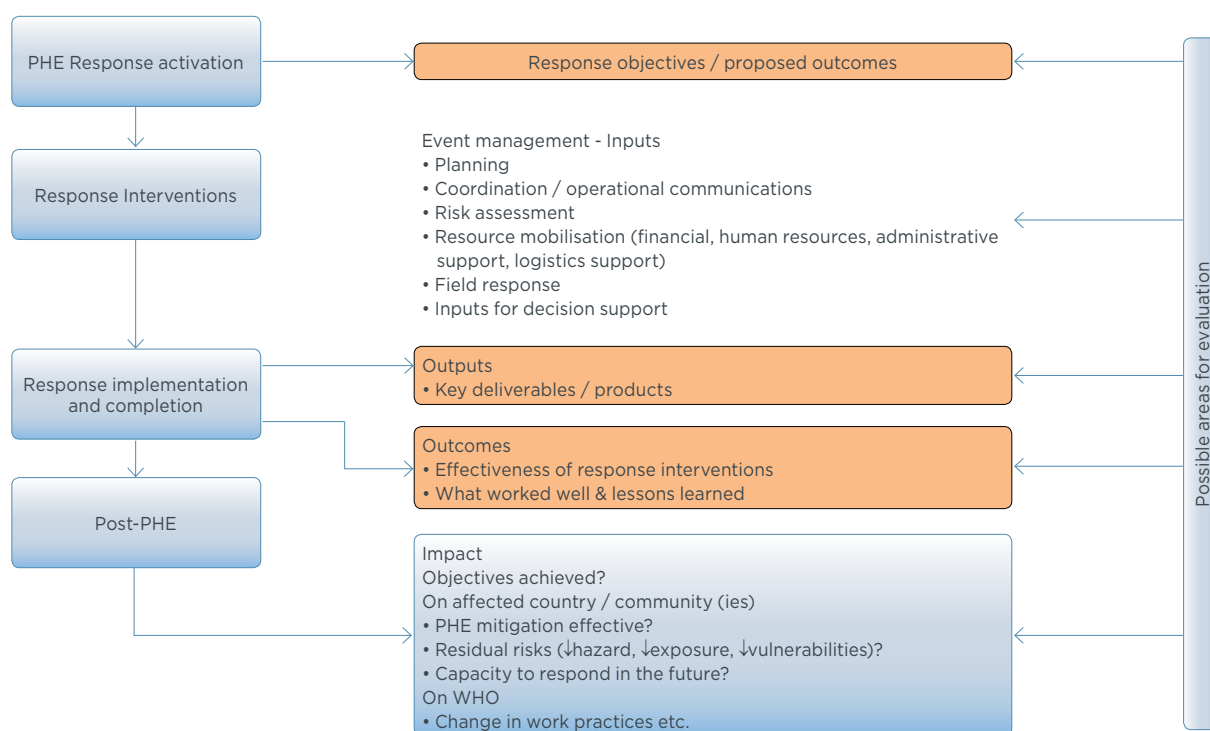 PHE Response activation
Response objectives / proposed outcomes
Response Interventions
Event management - Inputs
• Planning
• Coordination / operational communications
• Risk assessment
• Resource mobilisation (financial, human resources, administrative
support, logistics support)
• Field response
• Inputs for decision support
Response implementation
and completion
Outputs
• Key deliverables / products
Outcomes
• Effectiveness of response interventions
• What worked well & lessons learned
Post-PHE
Impact
Objectives achieved?
On affected country / community (ies)
• PHE mitigation effective?
• Residual risks (↓hazard, ↓exposure, ↓vulnerabilities)?
• Capacity to respond in the future?
On WHO
• Change in work practices etc.
Possible areas for evaluation